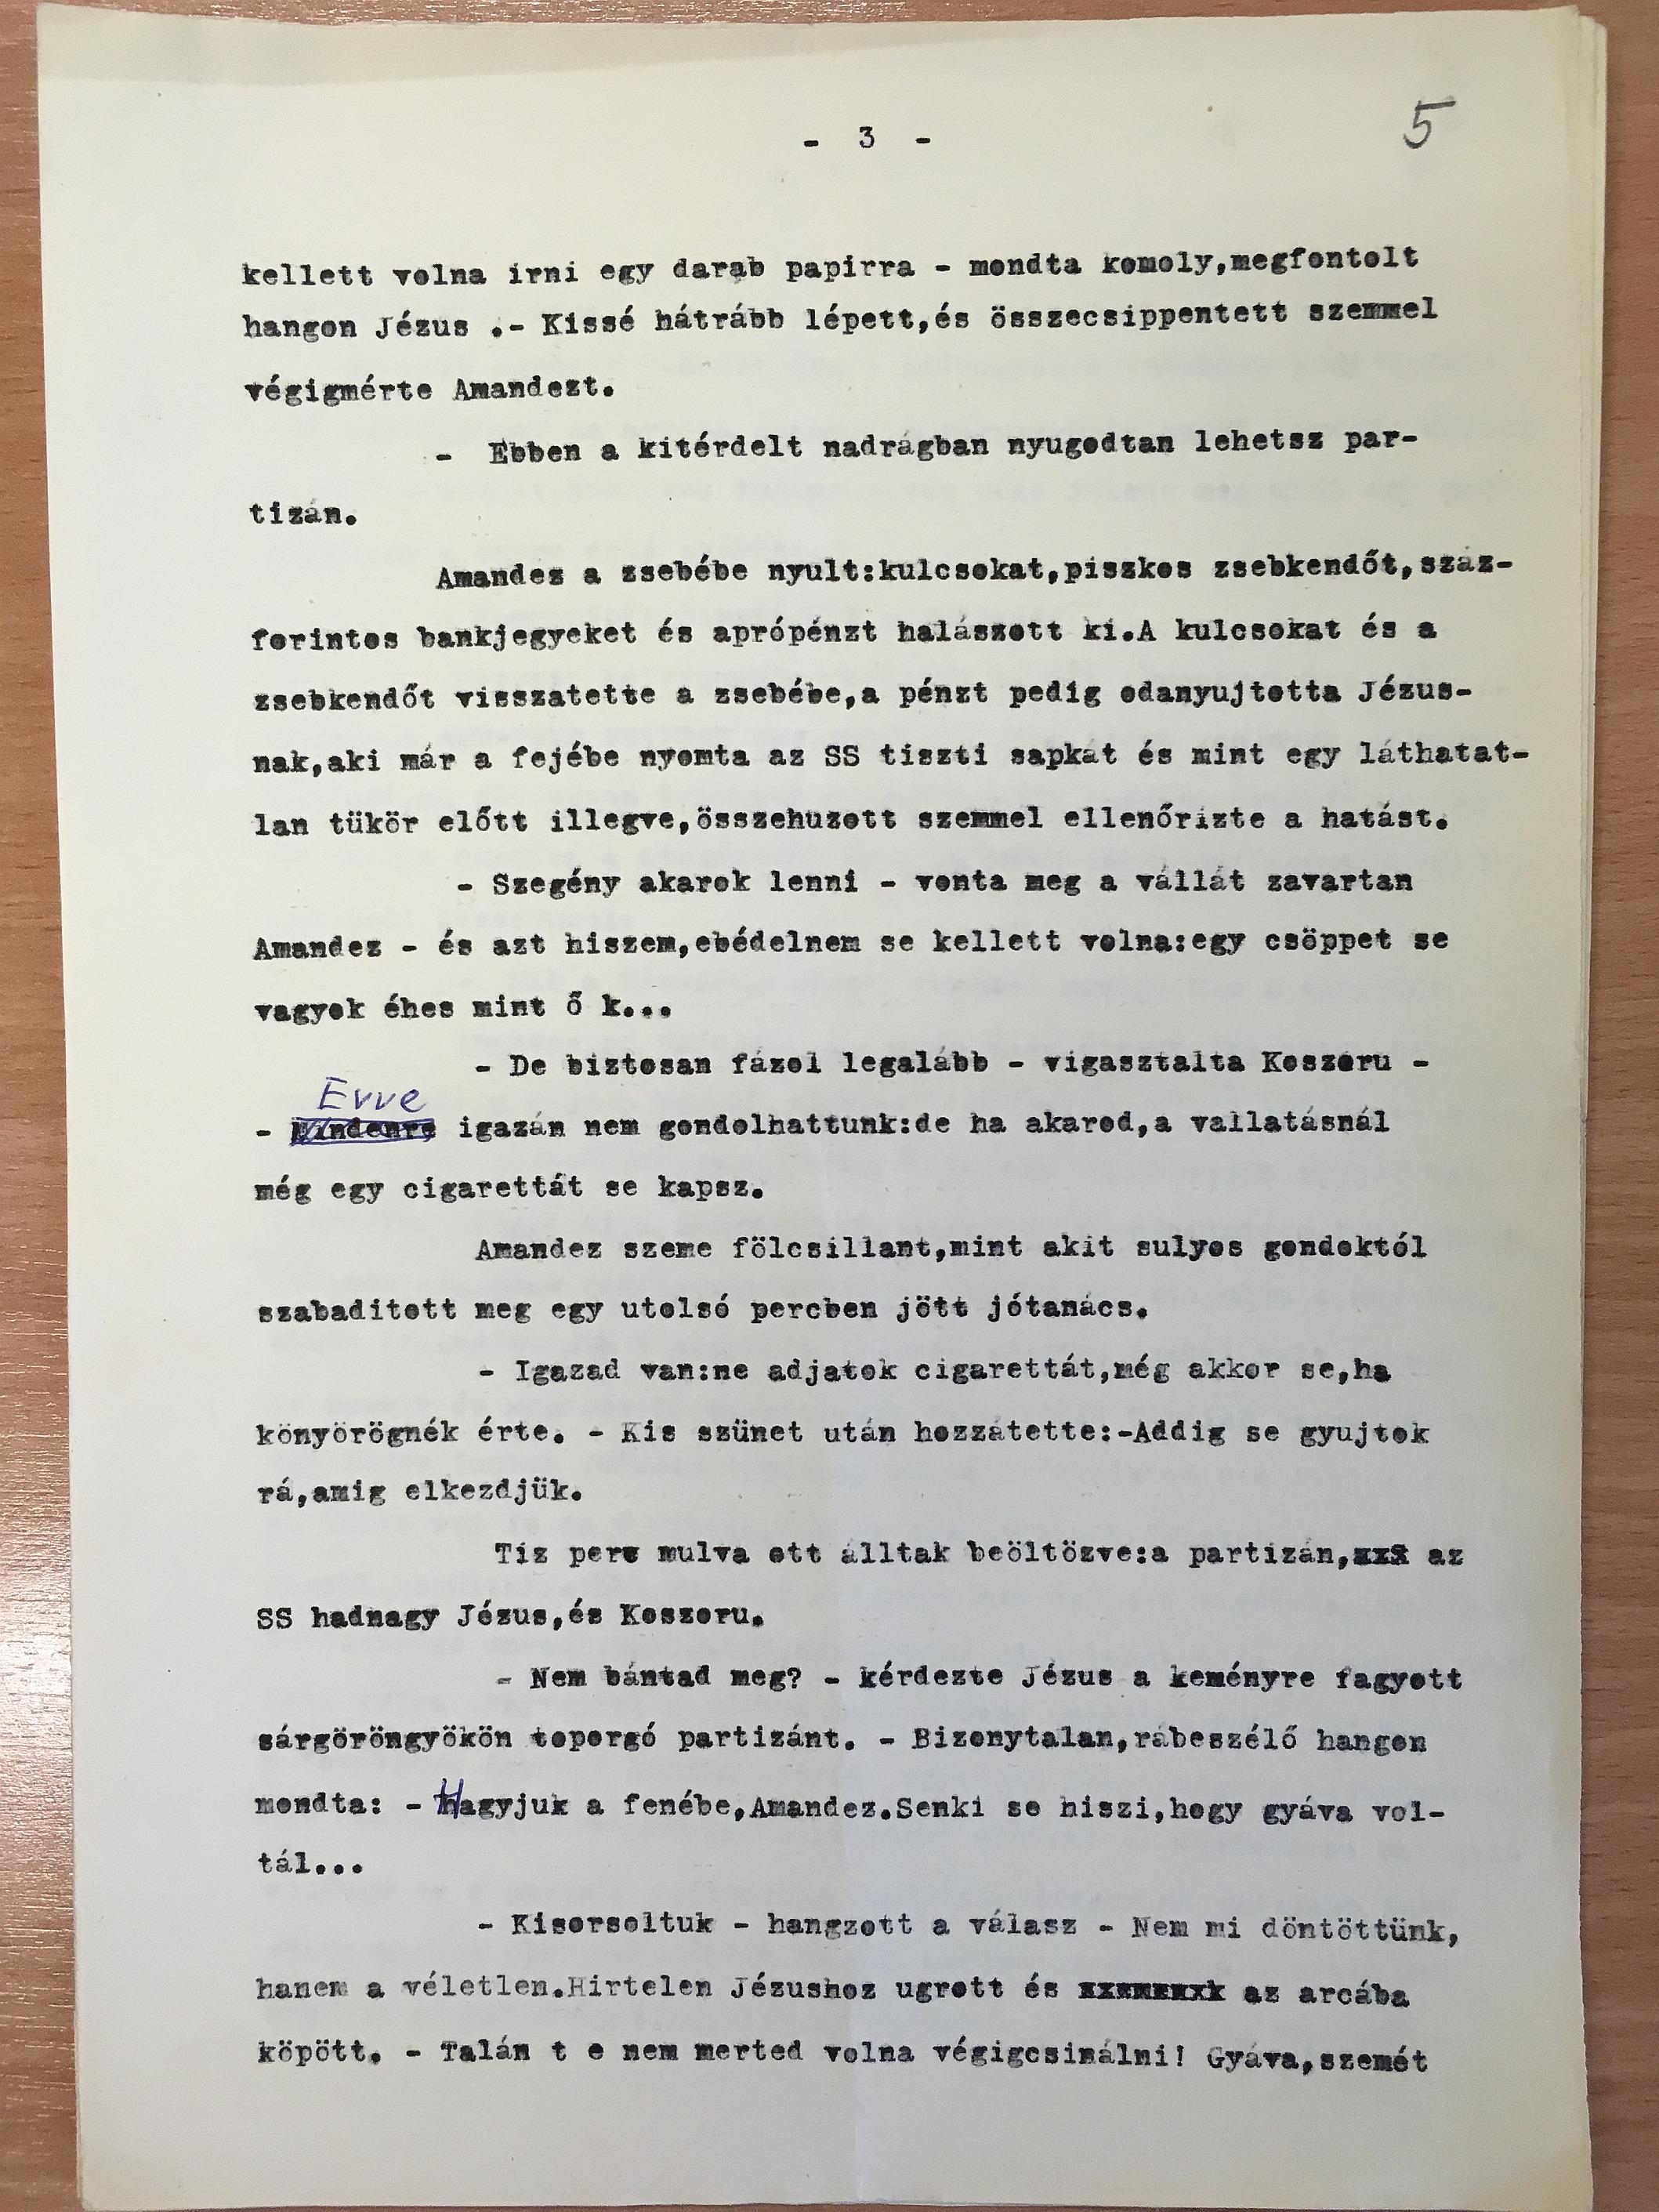 - 3 -
5
kellett volna irni egy darab papirra - mondta komoly,megfontolt
hangon Jézus .- Kissé hátrább lépett,és összecsippentett szemmel
végigmérte Amandezt.
- Ebben a kitérdelt nadrágban nyugodtan lehetsz par-
tizán.
Amandez a zsebébe nyult:kulcsokat,piszkos zsebkendőt,száz-
forintos bankjegyeket és aprópénzt halászott ki.A kulcsokat és a
zsebkendőt visszatette a zsebébe,a pénzt pedig odanyujtotta Jézus-
nak,aki már a fejébe nyomta az SS tiszti sapkát és mint egy láthatat-
lan tükör előtt illegve,összehuzott szemmel ellenőrizte a hatást.
- Szegény akarok lenni - vonta meg a vállát zavartan
Amandez - és azt hiszem,ebédelnem se kellett volna:egy csöppet se
vagyok éhes mint ő k...
- De biztosan fázol legalább - vigasztalta Koszoru -
Evve
- Mindenre igazán nem gondolhattunk:de ha akarod,a vallatásnál
még egy cigarettát se kapsz.
Amandez szeme fölcsillant,mint akit sulyos gondoktól
szabaditott meg egy utolsó percben jött jótanács.
- Igazad van:ne adjatok cigarettát,még akkor se,ha
könyörögnék érte. - Kis szünet után hozzátette:-Addig se gyujtok
rá,amig elkezdjük.
Tiz perc mulva ott álltak beöltözve:a partizán, az
SS hadnagy Jézus,és Koszoru.
- Nem bántad meg? - kérdezte Jézus a keményre fagyott
sárgöröngyökön toporgó partizánt. - Bizonytalan,rábeszélő hangon
mondta: - Hagyjuk a fenébe,Amandez.Senki se hiszi,hogy gyáva vol-
tál...
- Kisorsoltuk - hangzott a válasz - Nem mi döntöttünk,
hanem a véletlen.Hirtelen Jézushoz ugrott és az arcába
köpött. - Talán t e nem merted volna végigcsinálni! Gyáva,szemét